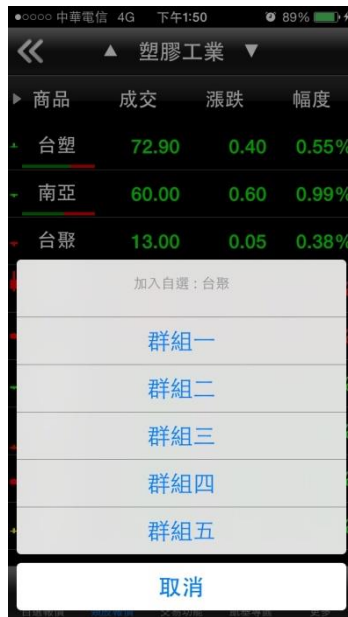 中華電信 4G 下午1:50 89%
塑膠工業
商品 成交 漲跌 幅度
台塑 72.90 0.40 0.55%
南亞 60.00 0.60 0.99%
台聚 13.00 0.05 0.38%
加入自選：台聚
群組一
群組二
群組三
群組四
群組五
取消